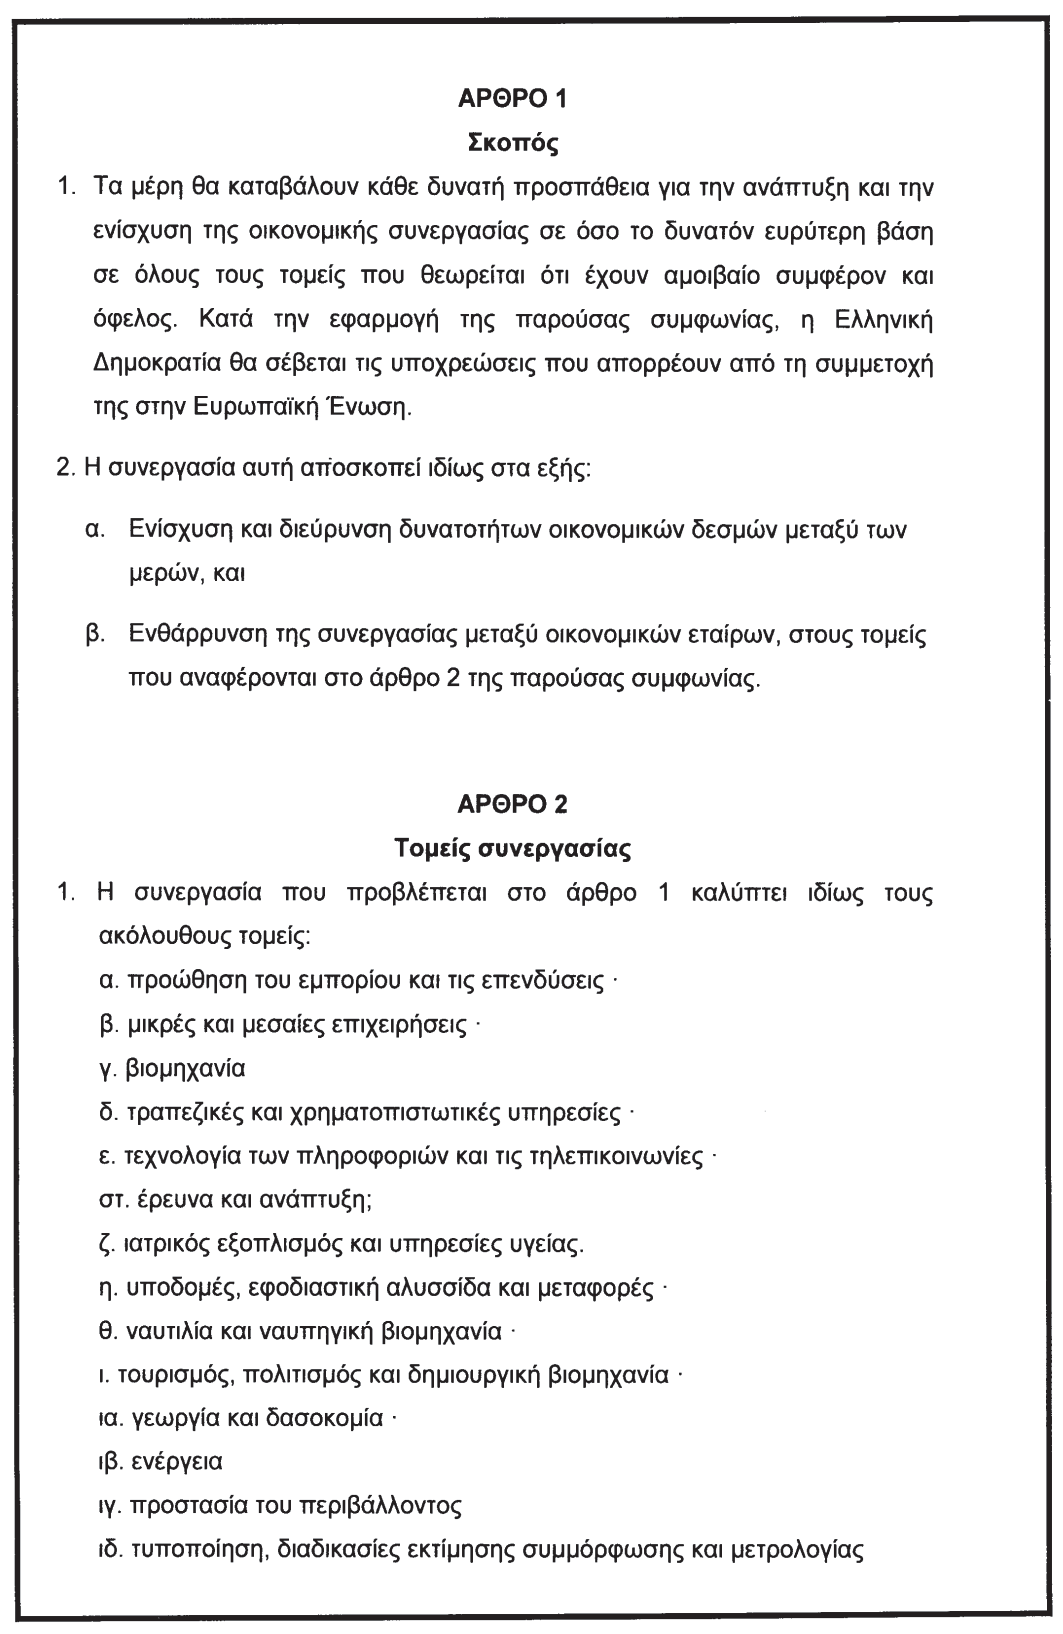 ΑΡΘΡΟ 1
Σκοπός
1. Τα μέρη θα καταβάλουν κάθε δυνατή προσπάθεια για την ανάπτυξη και την
ενίσχυση της οικονομικής συνεργασίας σε όσο το δυνατόν ευρύτερη βάση
σε όλους τους τομείς που θεωρείται ότι έχουν αμοιβαίο συμφέρον και
όφελος. Κατά την εφαρμογή της παρούσας συμφωνίας, η Ελληνική
Δημοκρατία θα σέβεται τις υποχρεώσεις που απορρέουν από τη συμμετοχή
της στην Ευρωπαϊκή Ένωση.
2. Η συνεργασία αυτή αποσκοπεί ιδίως στα εξής:
α. Ενίσχυση και διεύρυνση δυνατοτήτων οικονομικών δεσμών μεταξύ των
μερών, και
β. Ενθάρρυνση της συνεργασίας μεταξύ οικονομικών εταίρων, στους τομείς
που αναφέρονται στο άρθρο 2 της παρούσας συμφωνίας.
ΑΡΘΡΟ 2
Τομείς συνεργασίας
1. Η συνεργασία που προβλέπεται στο άρθρο 1 καλύπτει ιδίως τους
ακόλουθους τομείς:
α. προώθηση του εμπορίου και τις επενδύσεις ·
β. μικρές και μεσαίες επιχειρήσεις ·
γ. βιομηχανία
δ. τραπεζικές και χρηματοπιστωτικές υπηρεσίες ·
ε. τεχνολογία των πληροφοριών και τις τηλεπικοινωνίες ·
στ. έρευνα και ανάπτυξη;
ζ. ιατρικός εξοπλισμός και υπηρεσίες υγείας.
η. υποδομές, εφοδιαστική αλυσσίδα και μεταφορές ·
θ. ναυτιλία και ναυπηγική βιομηχανία ·
ι. τουρισμός, πολιτισμός και δημιουργική βιομηχανία ·
ια. γεωργία και δασοκομία ·
ιβ. ενέργεια
ιγ. προστασία του περιβάλλοντος
ιδ. τυποποίηση, διαδικασίες εκτίμησης συμμόρφωσης και μετρολογίας